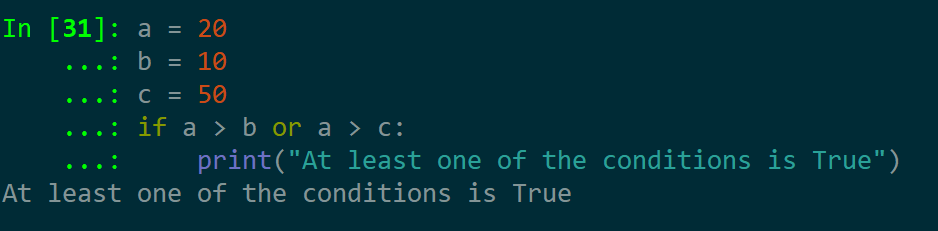 In [31]: a = 20
    ...: b = 10
    ...: c = 50
    ...: if a > b or a > c:
    ...:     print("At least one of the conditions is True")
At least one of the conditions is True